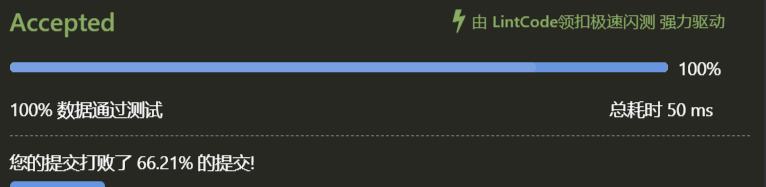 Accepted
由 LintCode领扣极速闪测 强力驱动
100%
100% 数据通过测试
总耗时 50 ms
您的提交打败了 66.21% 的提交!